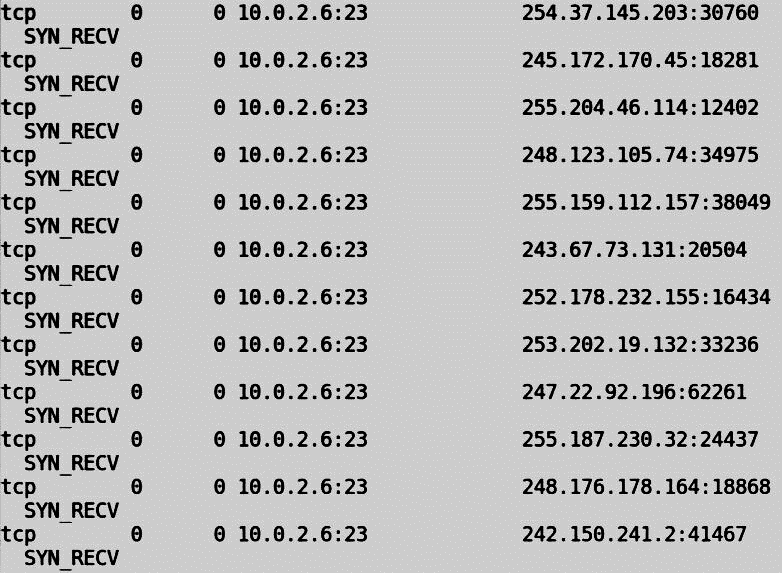 tcp 0 0 10.0.2.6:23 254.37.145.203:30760
SYN_RECV
tcp 0 0 10.0.2.6:23 245.172.170.45:18281
SYN_RECV
tcp 0 0 10.0.2.6:23 255.204.46.114:12402
SYN_RECV
tcp 0 0 10.0.2.6:23 248.123.105.74:34975
SYN_RECV
tcp 0 0 10.0.2.6:23 255.159.112.157:38049
SYN_RECV
tcp 0 0 10.0.2.6:23 243.67.73.131:20504
SYN_RECV
tcp 0 0 10.0.2.6:23 252.178.232.155:16434
SYN_RECV
tcp 0 0 10.0.2.6:23 253.202.19.132:33236
SYN_RECV
tcp 0 0 10.0.2.6:23 247.22.92.196:62261
SYN_RECV
tcp 0 0 10.0.2.6:23 255.187.230.32:24437
SYN_RECV
tcp 0 0 10.0.2.6:23 248.176.178.164:18868
SYN_RECV
tcp 0 0 10.0.2.6:23 242.150.241.2:41467
SYN_RECV